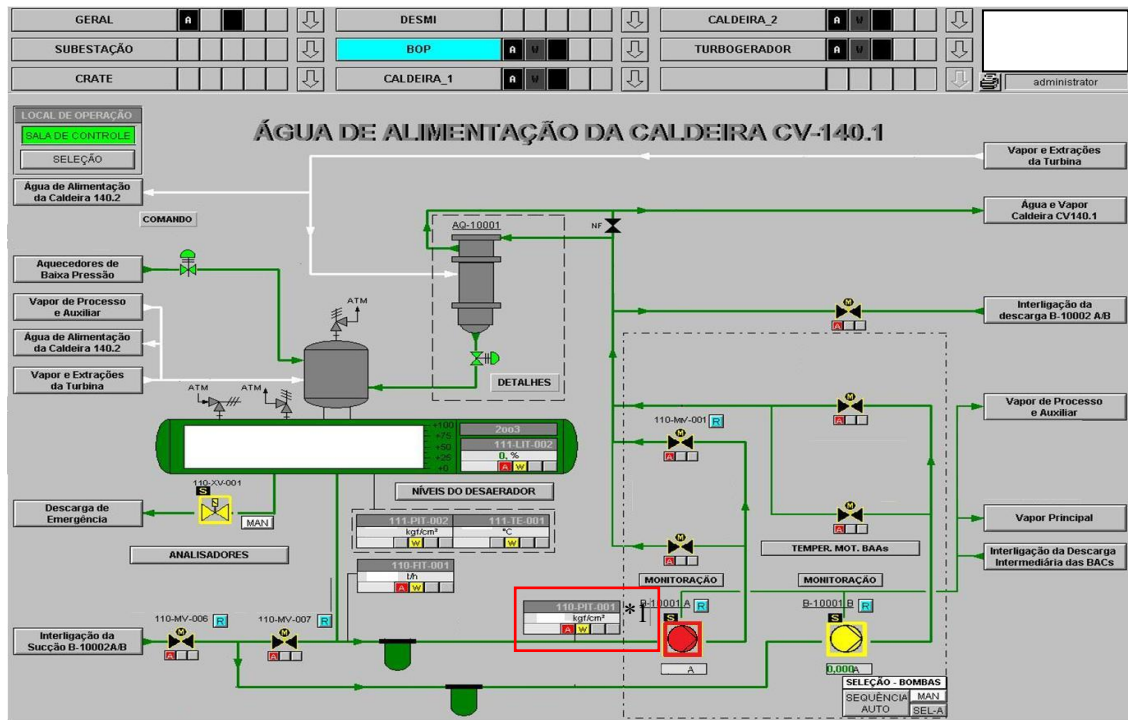 GERAL
A
DESMI
CALDEIRA_2
A W
SUBESTAÇÃO
BOP
A W
TURBOGERADOR
A W
CRATE
CALDEIRA_1
A W
administrator
LOCAL DE OPERAÇÃO
SALA DE CONTROLE
SELEÇÃO
ÁGUA DE ALIMENTAÇÃO DA CALDEIRA CV-140.1
Vapor e Extrações
da Turbina
Água de Alimentação
da Caldeira 140.2
COMANDO
AQ-10001
NF
Água e Vapor
Caldeira CV140.1
Aquecedores de
Baixa Pressão
Vapor de Processo
e Auxiliar
ATM
M
A
Interligação da
descarga B-10002 A/B
Água de Alimentação
da Caldeira 140.2
Vapor e Extrações
da Turbina
DETALHES
ATM
ATM
M
A
Vapor de Processo
e Auxiliar
110-MV-001
R
M
A
+100
+75
+50
+25
+0
2oo3
111-LIT-002
0, %
A W
110-XV-001
S
MAN
NÍVEIS DO DESAERADOR
Descarga de
Emergência
111-PIT-002
kgf/cm²
W
111-TE-001
°C
W
M
A
Vapor Principal
ANALISADORES
M
A
TEMPER. MOT. BAAs
Interligação da Descarga
Intermediária das BACs
110-FIT-001
t/h
A W
MONITORAÇÃO
MONITORAÇÃO
110-PIT-001
kgf/cm²
A W
*1
B-10001 A
R
S
A
B-10001 B
R
S
0,000A
110-MV-006
R
M
A
110-MV-007
R
M
A
Interligação da
Sucção B-10002A/B
SELEÇÃO - BOMBAS
SEQUÊNCIA
AUTO
MAN
SEL-A